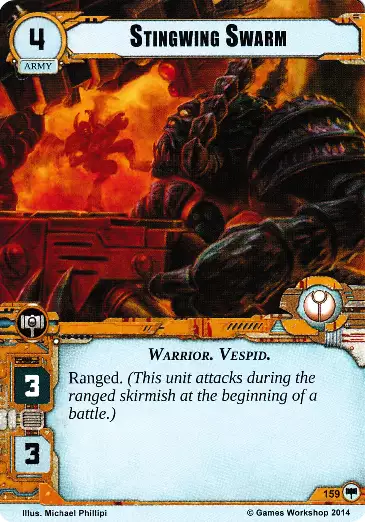 4
ARMY
Stingwing Swarm
Warrior. Vespid.
3
Ranged. (This unit attacks during the
ranged skirmish at the beginning of a
battle.)
3
159
Illus. Michael Phillipi
© Games Workshop 2014